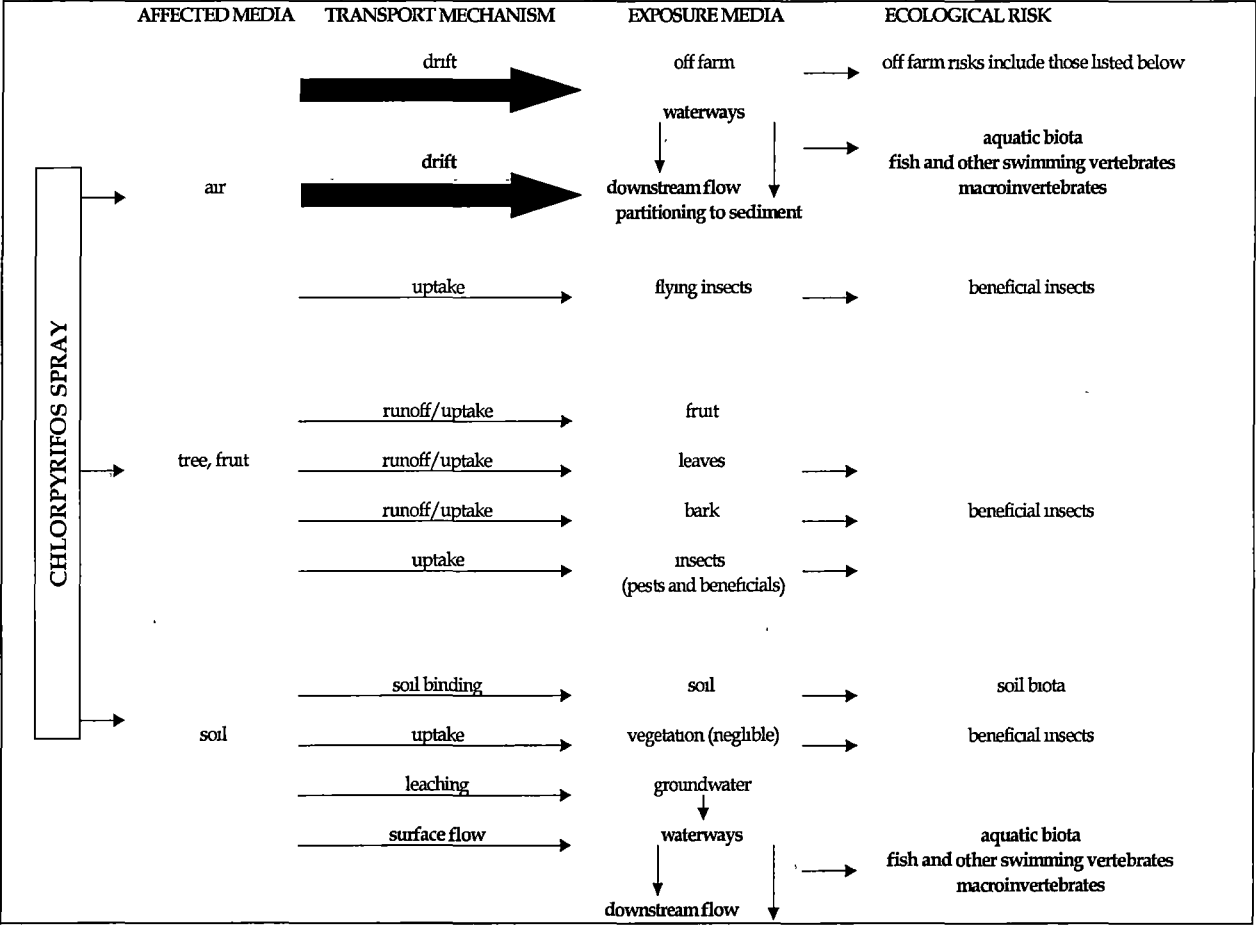 AFFECTED MEDIA TRANSPORT MECHANISM EXPOSURE MEDIA ECOLOGICAL RISK
drift off farm off farm risks include those listed below
waterways
aquatic biota
drift fish and other swimming vertebrates
air downstream flow macroinvertebrates
partitioning to sediment
uptake flying insects beneficial insects
CHLORPYRIFOS SPRAY
runoff/uptake fruit
tree, fruit runoff/uptake leaves
runoff/uptake bark beneficial insects
uptake insects
(pests and beneficials)
soil binding soil soil biota
soil uptake vegetation (neglible) beneficial insects
leaching groundwater
surface flow waterways aquatic biota
fish and other swimming vertebrates
macroinvertebrates
downstream flow